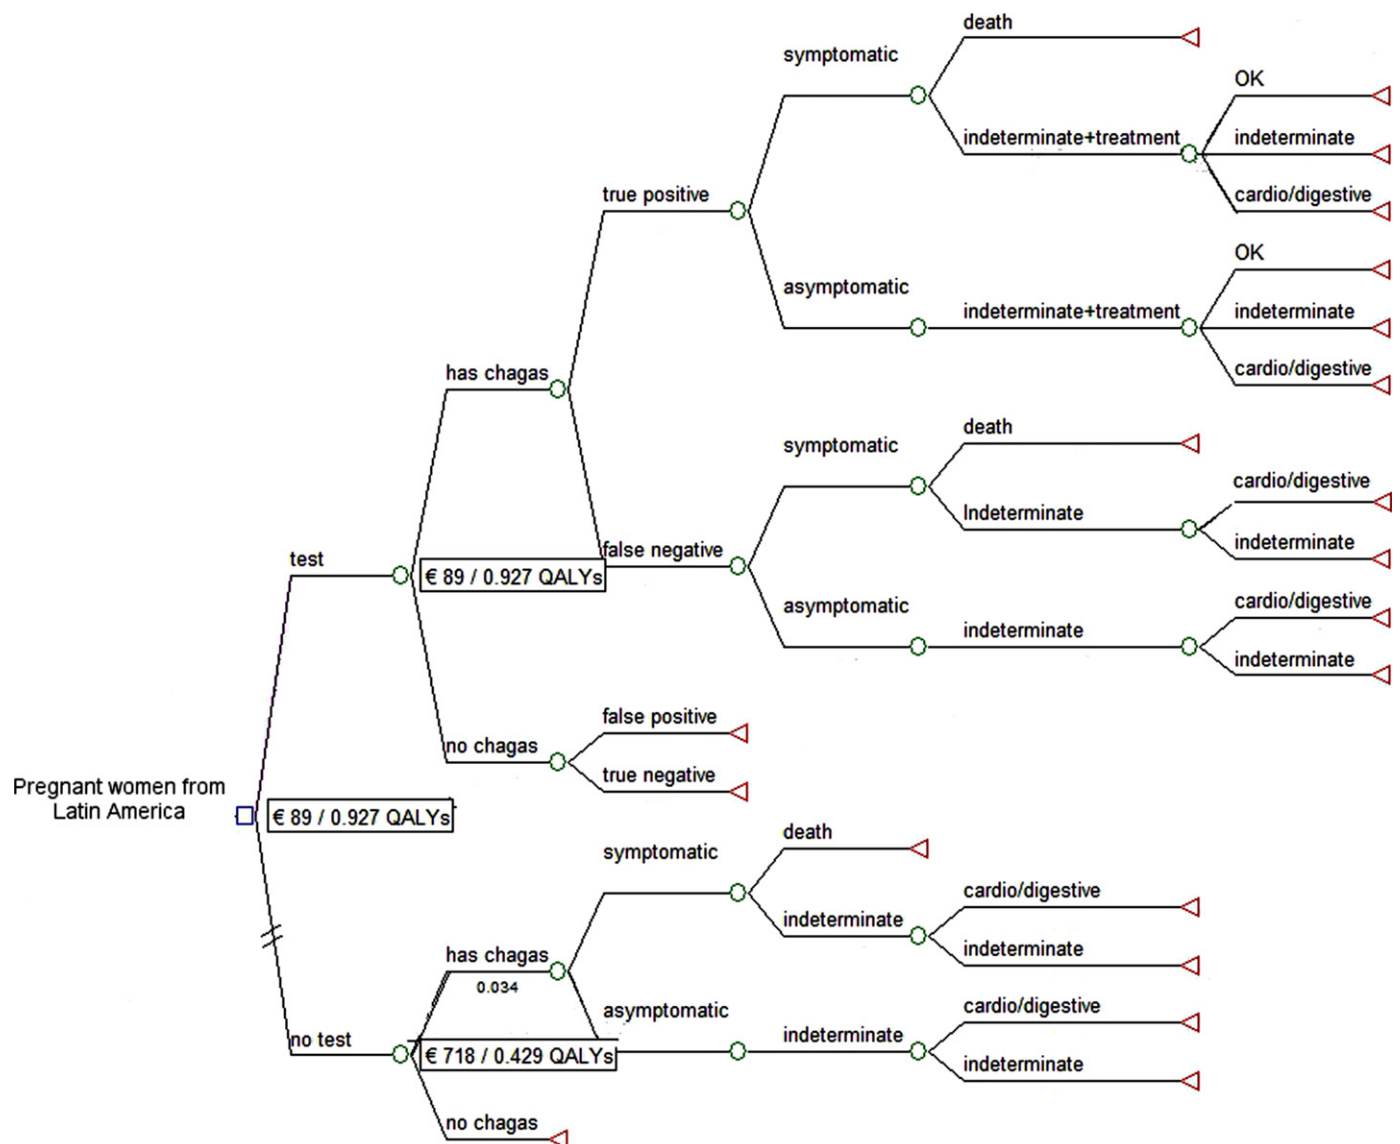 death
symptomatic
OK
indeterminate+treatment
indeterminate
true positive
cardio/digestive
OK
asymptomatic
indeterminate+treatment
indeterminate
has chagas
cardio/digestive
death
symptomatic
cardio/digestive
Indeterminate
test
false negative
indeterminate
€ 89 / 0.927 QALYs
asymptomatic
cardio/digestive
indeterminate
indeterminate
false positive
no chagas
true negative
Pregnant women from
Latin America
€ 89 / 0.927 QALYs
death
symptomatic
cardio/digestive
indeterminate
has chagas
indeterminate
0.034
asymptomatic
cardio/digestive
no test
indeterminate
€ 718 / 0.429 QALYs
indeterminate
no chagas